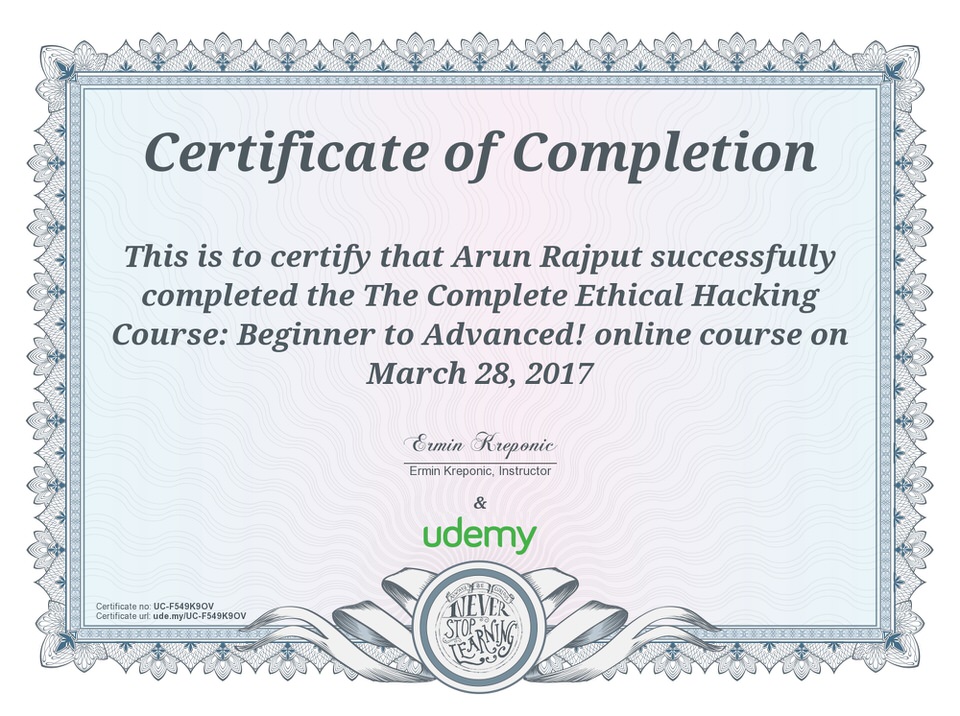 Certificate of Completion
This is to certify that Arun Rajput successfully
completed the The Complete Ethical Hacking
Course: Beginner to Advanced! online course on
March 28, 2017
Ermin Kreponic
Ermin Kreponic, Instructor
&
udemy
Certificate no: UC-F549K9OV
Certificate url: ude.my/UC-F549K9OV
NEVER
STOP
LEARNING